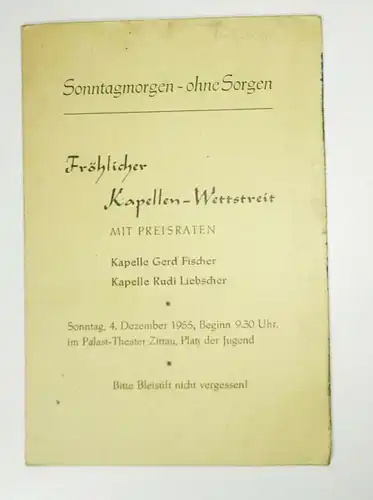 Sonntagmorgen - ohne Sorgen
Fröhlicher
Kapellen-Wettstreit
MIT PREISRATEN
Kapelle Gerd Fischer
Kapelle Rudi Liebscher
Sonntag, 4. Dezember 1955, Beginn 9.30 Uhr,
im Palast-Theater Zittau, Platz der Jugend
Bitte Bleistift nicht vergessen!